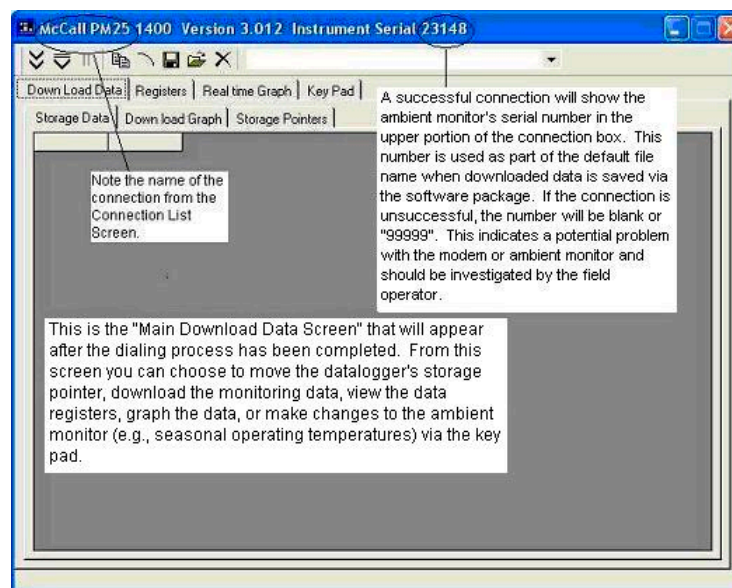 McCall PM25 1400 Version 3.012 Instrument Serial 23148
Down Load Data Registers Real time Graph Key Pad
Storage Data Down load Graph Storage Pointers
Note the name of the
connection from the
Connection List
Screen.
A successful connection will show the
ambient monitor's serial number in the
upper portion of the connection box. This
number is used as part of the default file
name when downloaded data is saved via
the software package. If the connection is
unsuccessful, the number will be blank or
"99999". This indicates a potential problem
with the modem or ambient monitor and
should be investigated by the field
operator.
This is the "Main Download Data Screen" that will appear
after the dialing process has been completed. From this
screen you can choose to move the datalogger's storage
pointer, download the monitoring data, view the data
registers, graph the data, or make changes to the ambient
monitor (e.g., seasonal operating temperatures) via the key
pad.